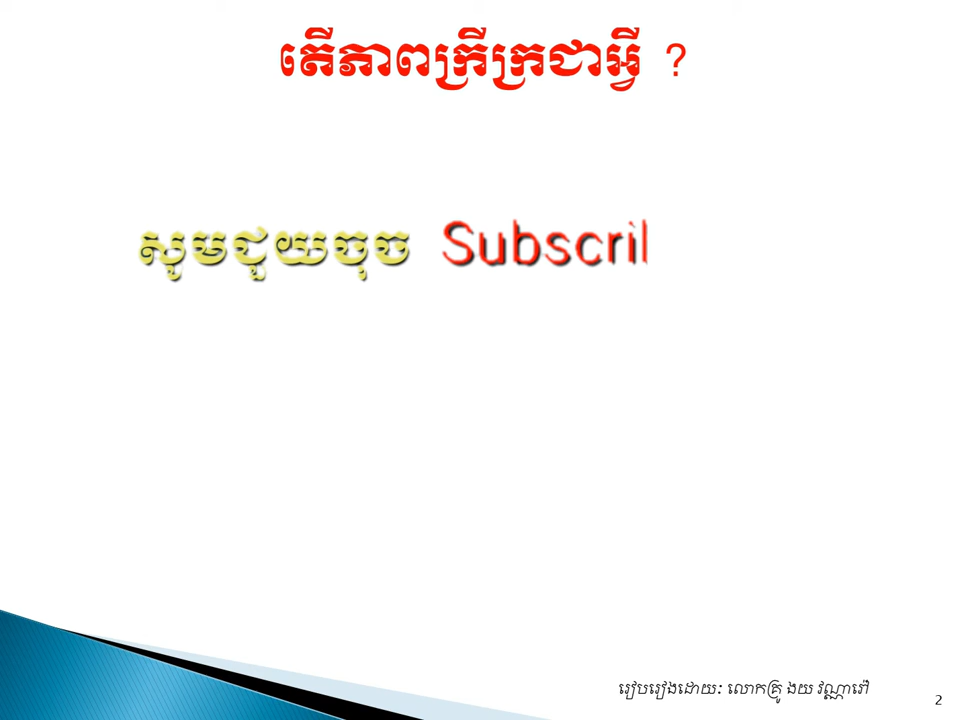 តើភាពក្រីក្រជាអ្វី ?
សូមជួយចុច Subscril
រៀបរៀងដោយ: លោកគ្រូ ងយ វណ្ណារៅ
2